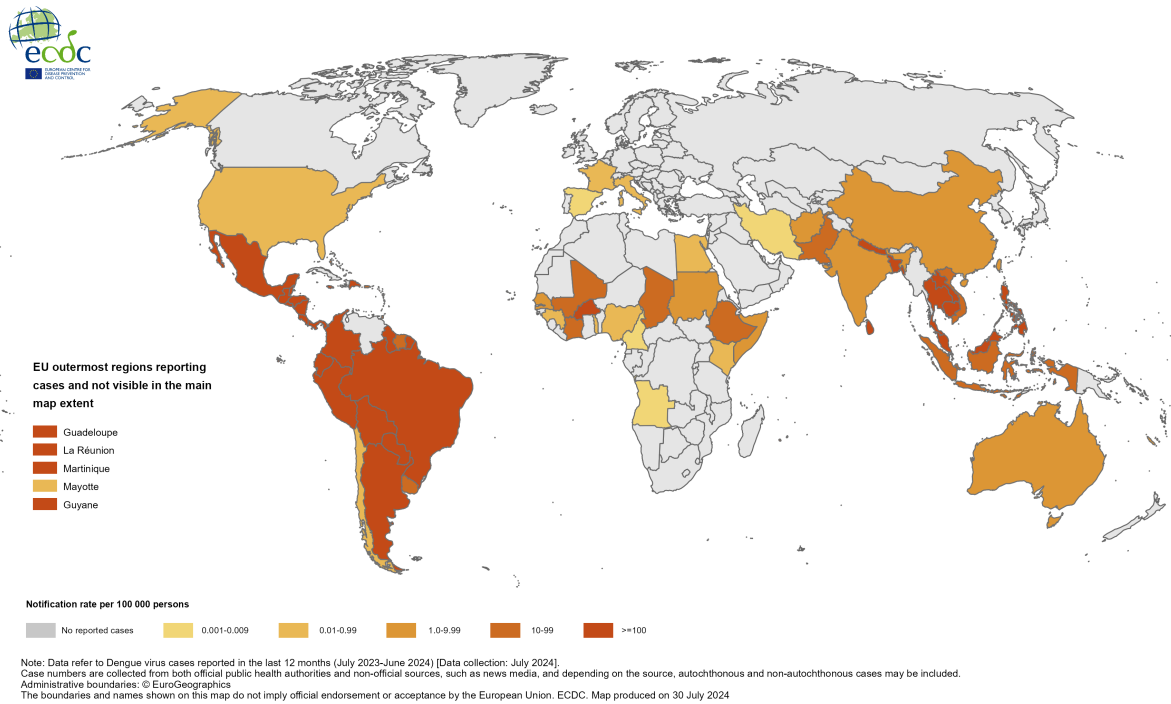 ecdc
EUROPEAN CENTRE FOR
DISEASE PREVENTION
AND CONTROL
EU outermost regions reporting
cases and not visible in the main
map extent
Guadeloupe
La Réunion
Martinique
Mayotte
Guyane
Notification rate per 100 000 persons
No reported cases
0.001-0.009
0.01-0.99
1.0-9.99
10-99
>=100
Note: Data refer to Dengue virus cases reported in the last 12 months (July 2023-June 2024) [Data collection: July 2024].
Case numbers are collected from both official public health authorities and non-official sources, such as news media, and depending on the source, autochthonous and non-autochthonous cases may be included.
Administrative boundaries: © EuroGeographics
The boundaries and names shown on this map do not imply official endorsement or acceptance by the European Union. ECDC. Map produced on 30 July 2024